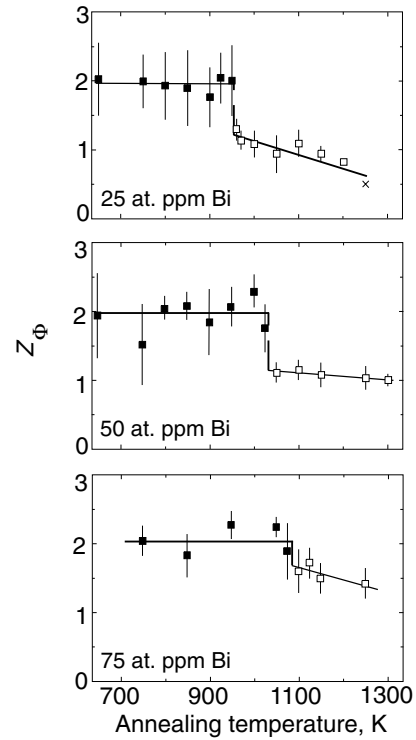 3
2
1
0
25 at. ppm Bi
3
2
1
0
50 at. ppm Bi
Z_Φ
3
2
1
0
75 at. ppm Bi
700 900 1100 1300
Annealing temperature, K